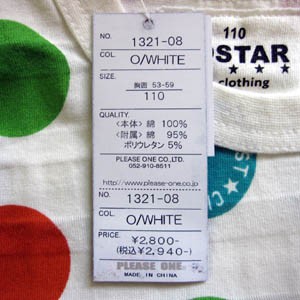 NO. 1321-08
COL. O/WHITE
SIZE. 胸囲 53-59
110
QUALITY.
〈本体〉綿 100%
〈附属〉綿 95%
ポリウレタン 5%
PLEASE ONE CO.,LTD.
052-910-8511
http://www.please-one.co.jp
NO. 1321-08
COL. O/WHITE
PRICE. ¥2,800-
(税込¥2,940-)
PLEASE ONE
MADE IN CHINA
110
STAR
clothing